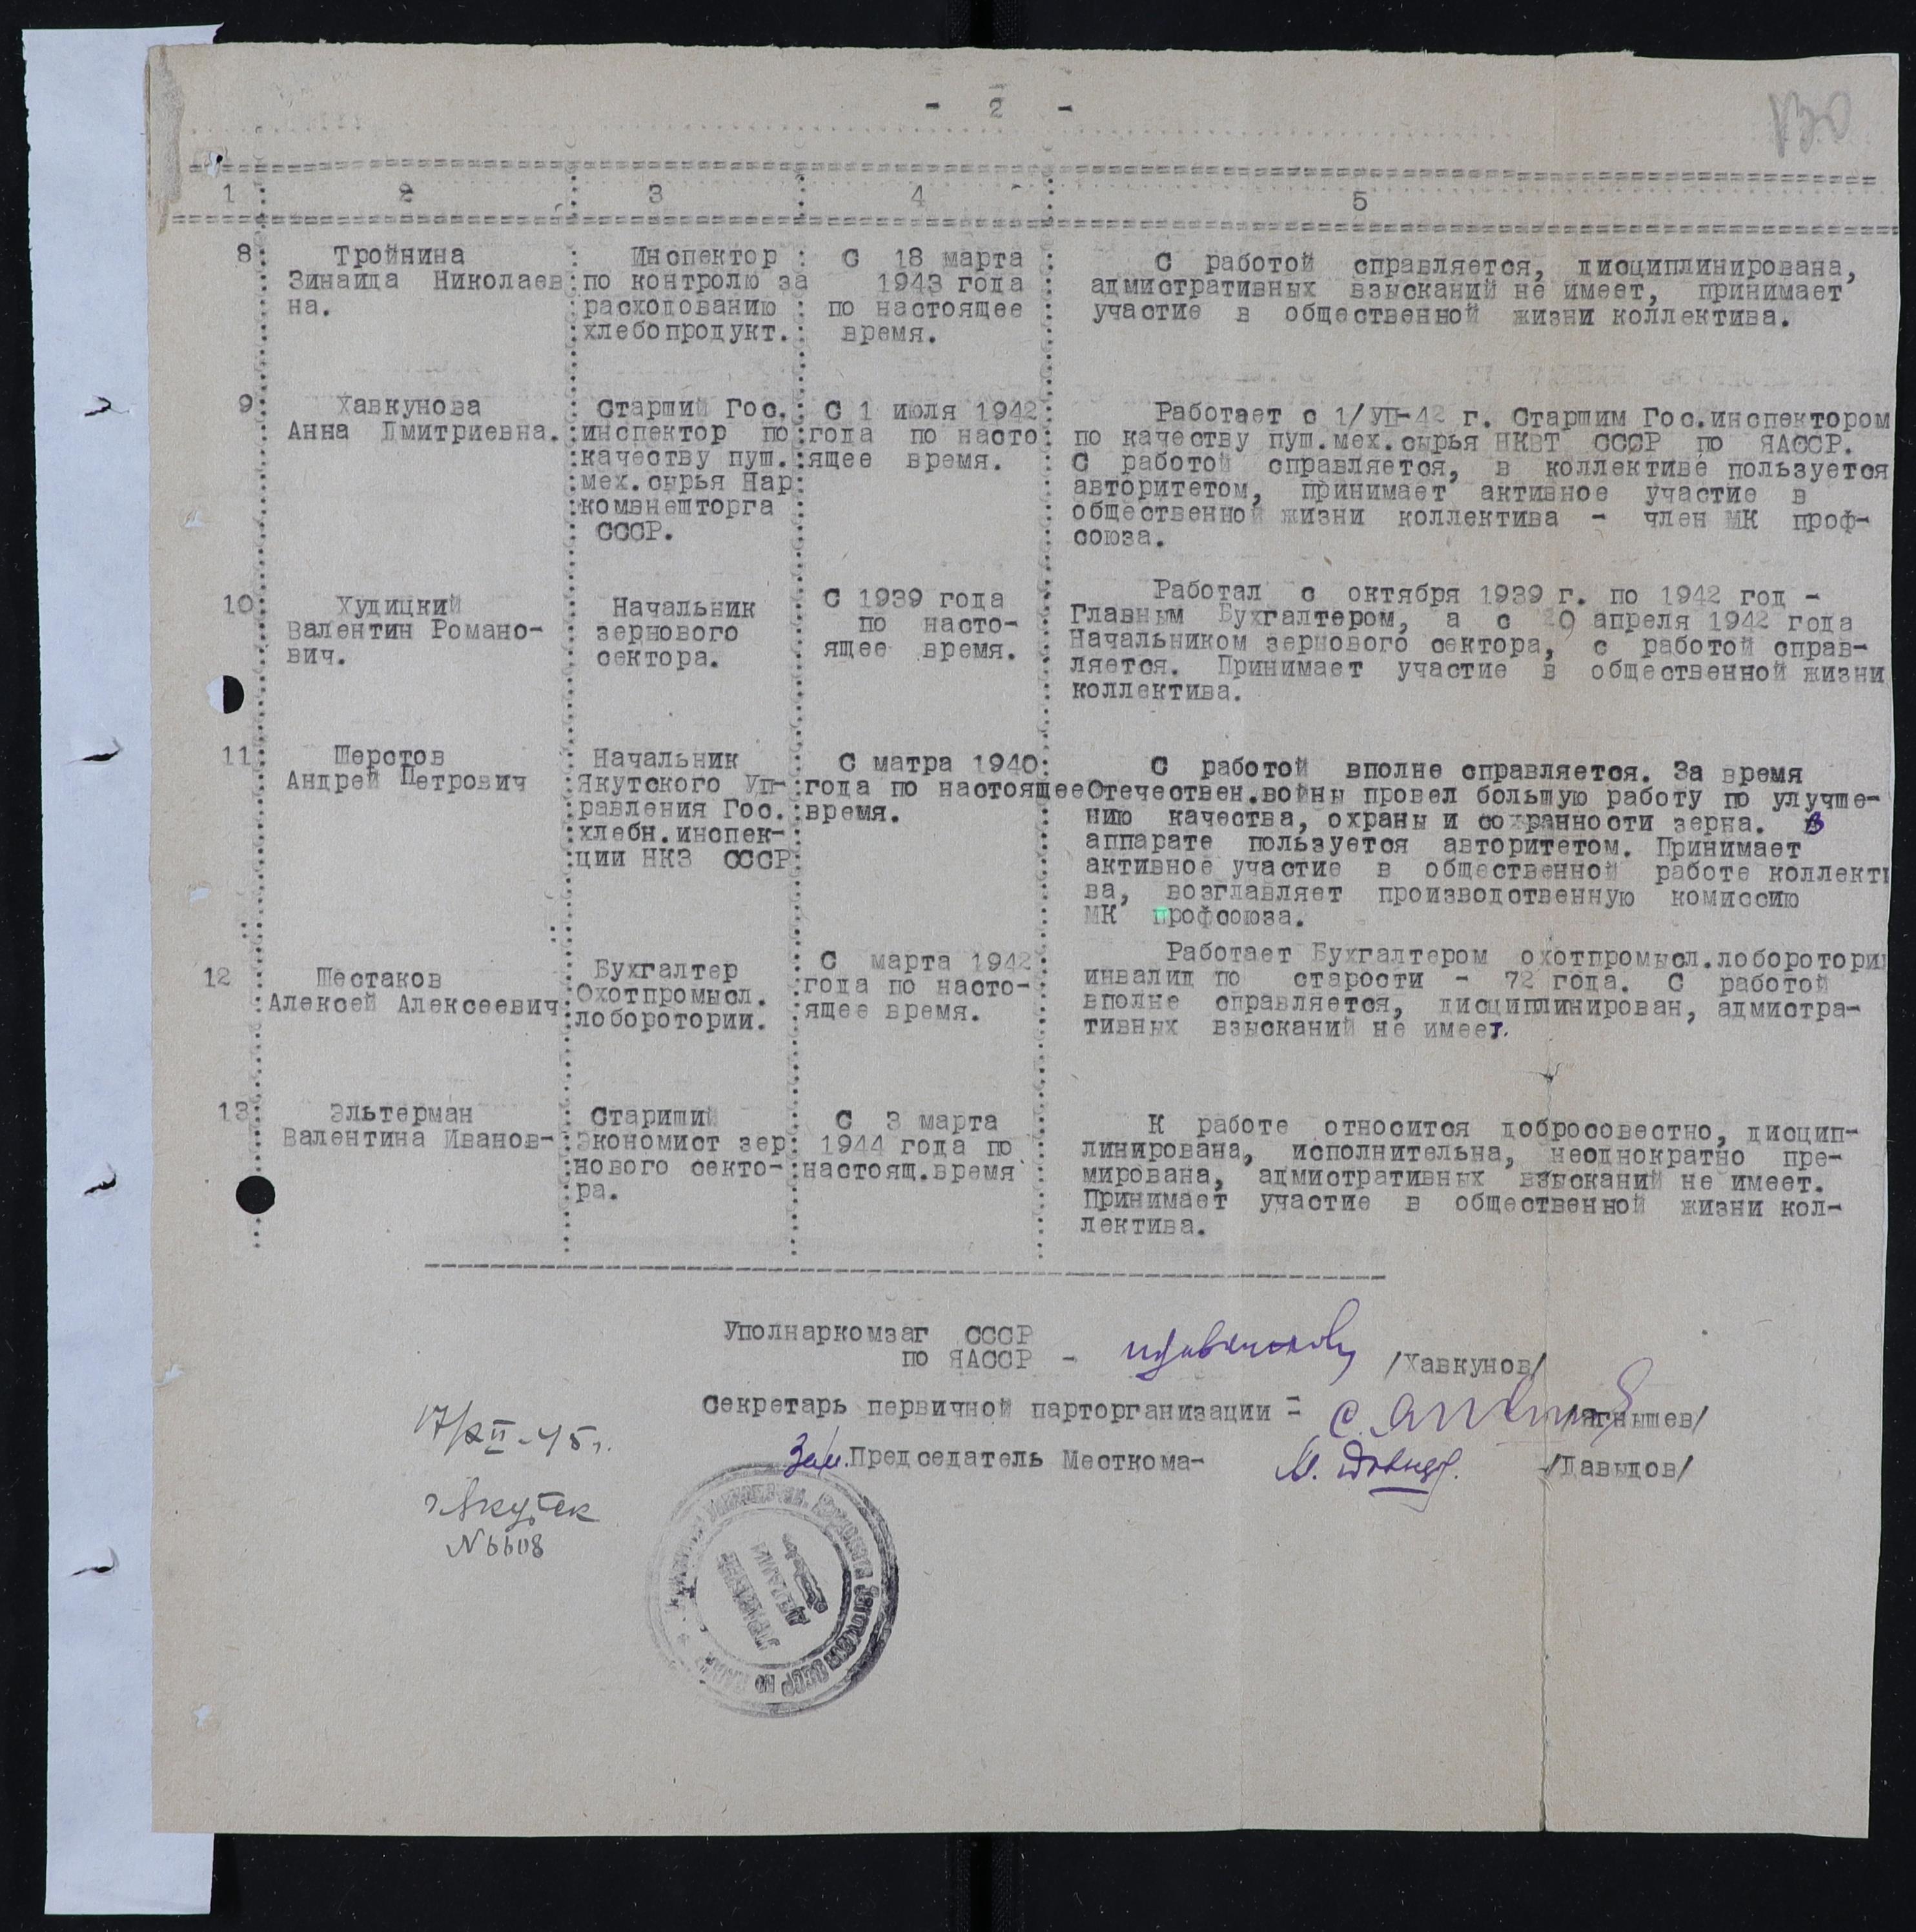 - 2 -
130
1 2 3 4 5
8 Тройнина
Зинаида Николаев
на.
Инспектор
по контролю за
расходованию
хлебопродукт.
С 18 марта
1943 года
по настоящее
время.
С работой справляется, дисциплинирована,
адмистративных взысканий не имеет, принимает
участие в общественной жизни коллектива.
9 Хавкунова
Анна Дмитриевна.
Старший Гос.
инспектор по
качеству пуш.
мех.сырья Нар
комвнешторга
СССР.
С 1 июля 1942
года по насто
ящее время.
Работает с 1/УП-42 г. Старшим Гос.инспектором
по качеству пуш.мех.сырья НКВТ СССР по ЯАССР.
С работой справляется, в коллективе пользуется
авторитетом, принимает активное участие в
общественной жизни коллектива - член МК проф-
союза.
10 Худицкий
Валентин Романо-
вич.
Начальник
зернового
сектора.
С 1939 года
по насто-
ящее время.
Работал с октября 1939 г. по 1942 год -
Главным Бухгалтером, а с 20 апреля 1942 года
Начальником зернового сектора, с работой справ-
ляется. Принимает участие в общественной жизни
коллектива.
11 Шерстов
Андрей Петрович
Начальник
Якутского Уп-
равления Гос.
хлебн.инспек-
ции НКЗ СССР
С матра 1940
года по настоящее
время.
С работой вполне справляется. За время
Отечествен.войны провел большую работу по улучше-
нию качества, охраны и сохранности зерна. В
аппарате пользуется авторитетом. Принимает
активное участие в общественной работе коллекти
ва, возглавляет производственную комиссию
МК профсоюза.
12 Шестаков
Алексей Алексеевич
Бухгалтер
Охотпромысл.
лоборотории.
С марта 1942
года по насто-
ящее время.
Работает Бухгалтером охотпромысл.лоборотории
инвалид по старости - 72 года. С работой
вполне справляется, дисциплинирован, адмистра-
тивных взысканий не имеет.
13 Эльтерман
Валентина Иванов-
Стариший
Экономист зер
нового секто-
ра.
С 3 марта
1944 года по
настоящ.время
К работе относится добросовестно, дисцип-
линирована, исполнительна, неоднократно пре-
мирована, адмистративных взысканий не имеет.
Принимает участие в общественной жизни кол-
лектива.
Уполнаркомзаг СССР
по ЯАССР - /Хавкунов/
Секретарь первичной парторганизации - /Ягнышев/
Зам.Председатель Месткома- М. Давыдов. /Давыдов/
17/XII-45г.
г Якутск
N 6608